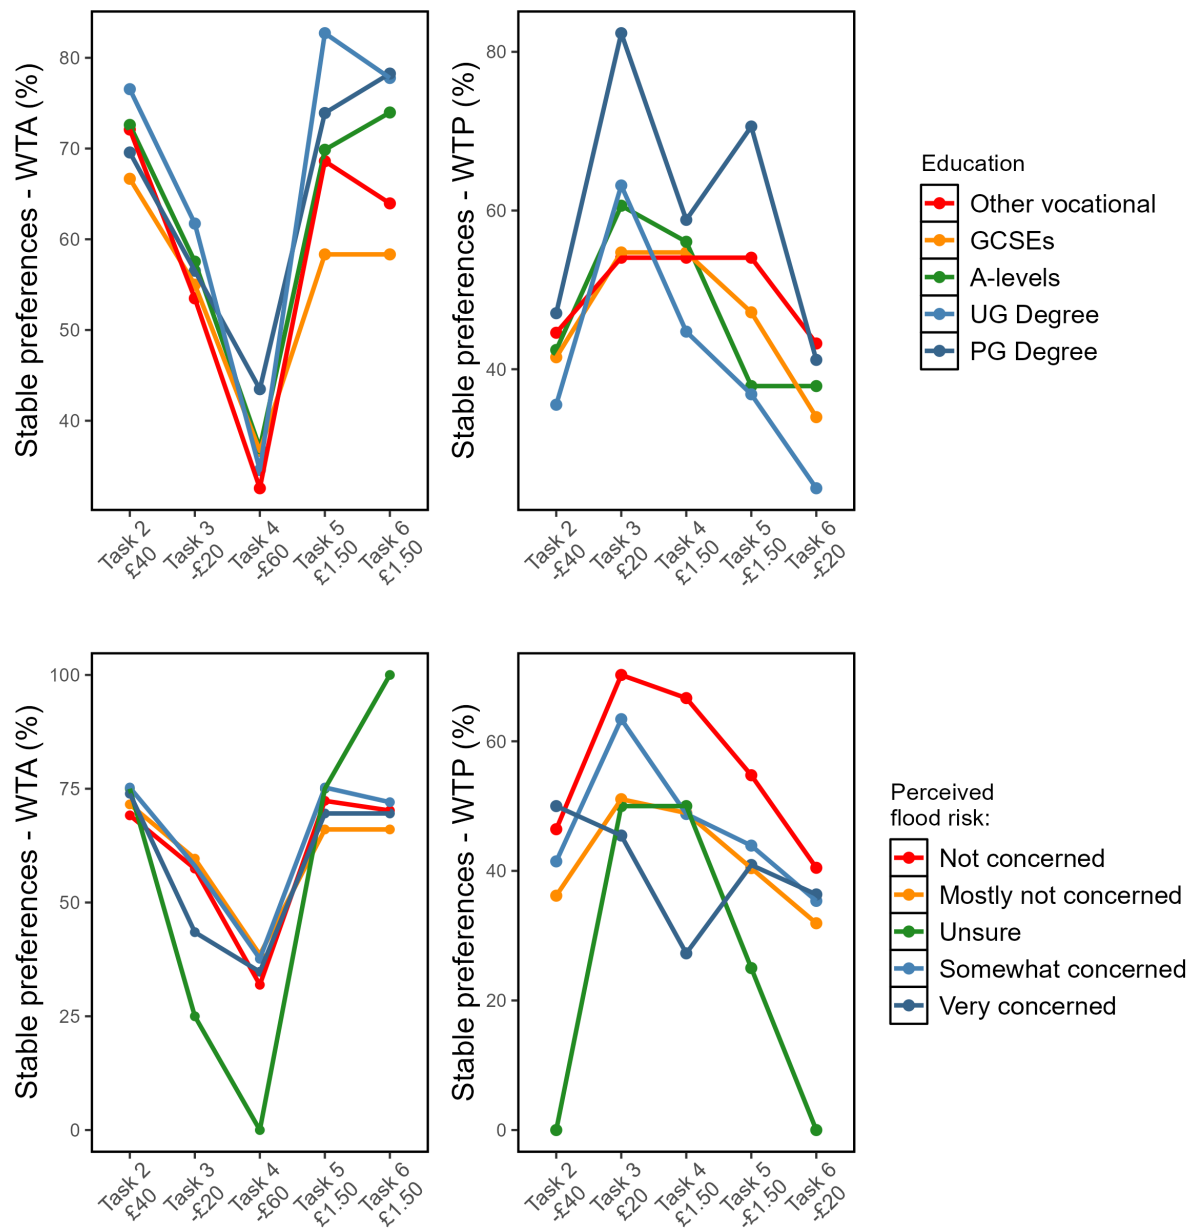 Stable preferences - WTA (%)
80
70
60
50
40
Task 2
£40
Task 3
-£20
Task 4
-£60
Task 5
£1.50
Task 6
£1.50
Stable preferences - WTP (%)
80
60
40
Task 2
-£40
Task 3
£20
Task 4
£1.50
Task 5
-£1.50
Task 6
-£20
Education
Other vocational
GCSEs
A-levels
UG Degree
PG Degree
Stable preferences - WTA (%)
100
75
50
25
0
Task 2
£40
Task 3
-£20
Task 4
-£60
Task 5
£1.50
Task 6
£1.50
Stable preferences - WTP (%)
60
40
20
0
Task 2
-£40
Task 3
£20
Task 4
£1.50
Task 5
-£1.50
Task 6
-£20
Perceived
flood risk:
Not concerned
Mostly not concerned
Unsure
Somewhat concerned
Very concerned